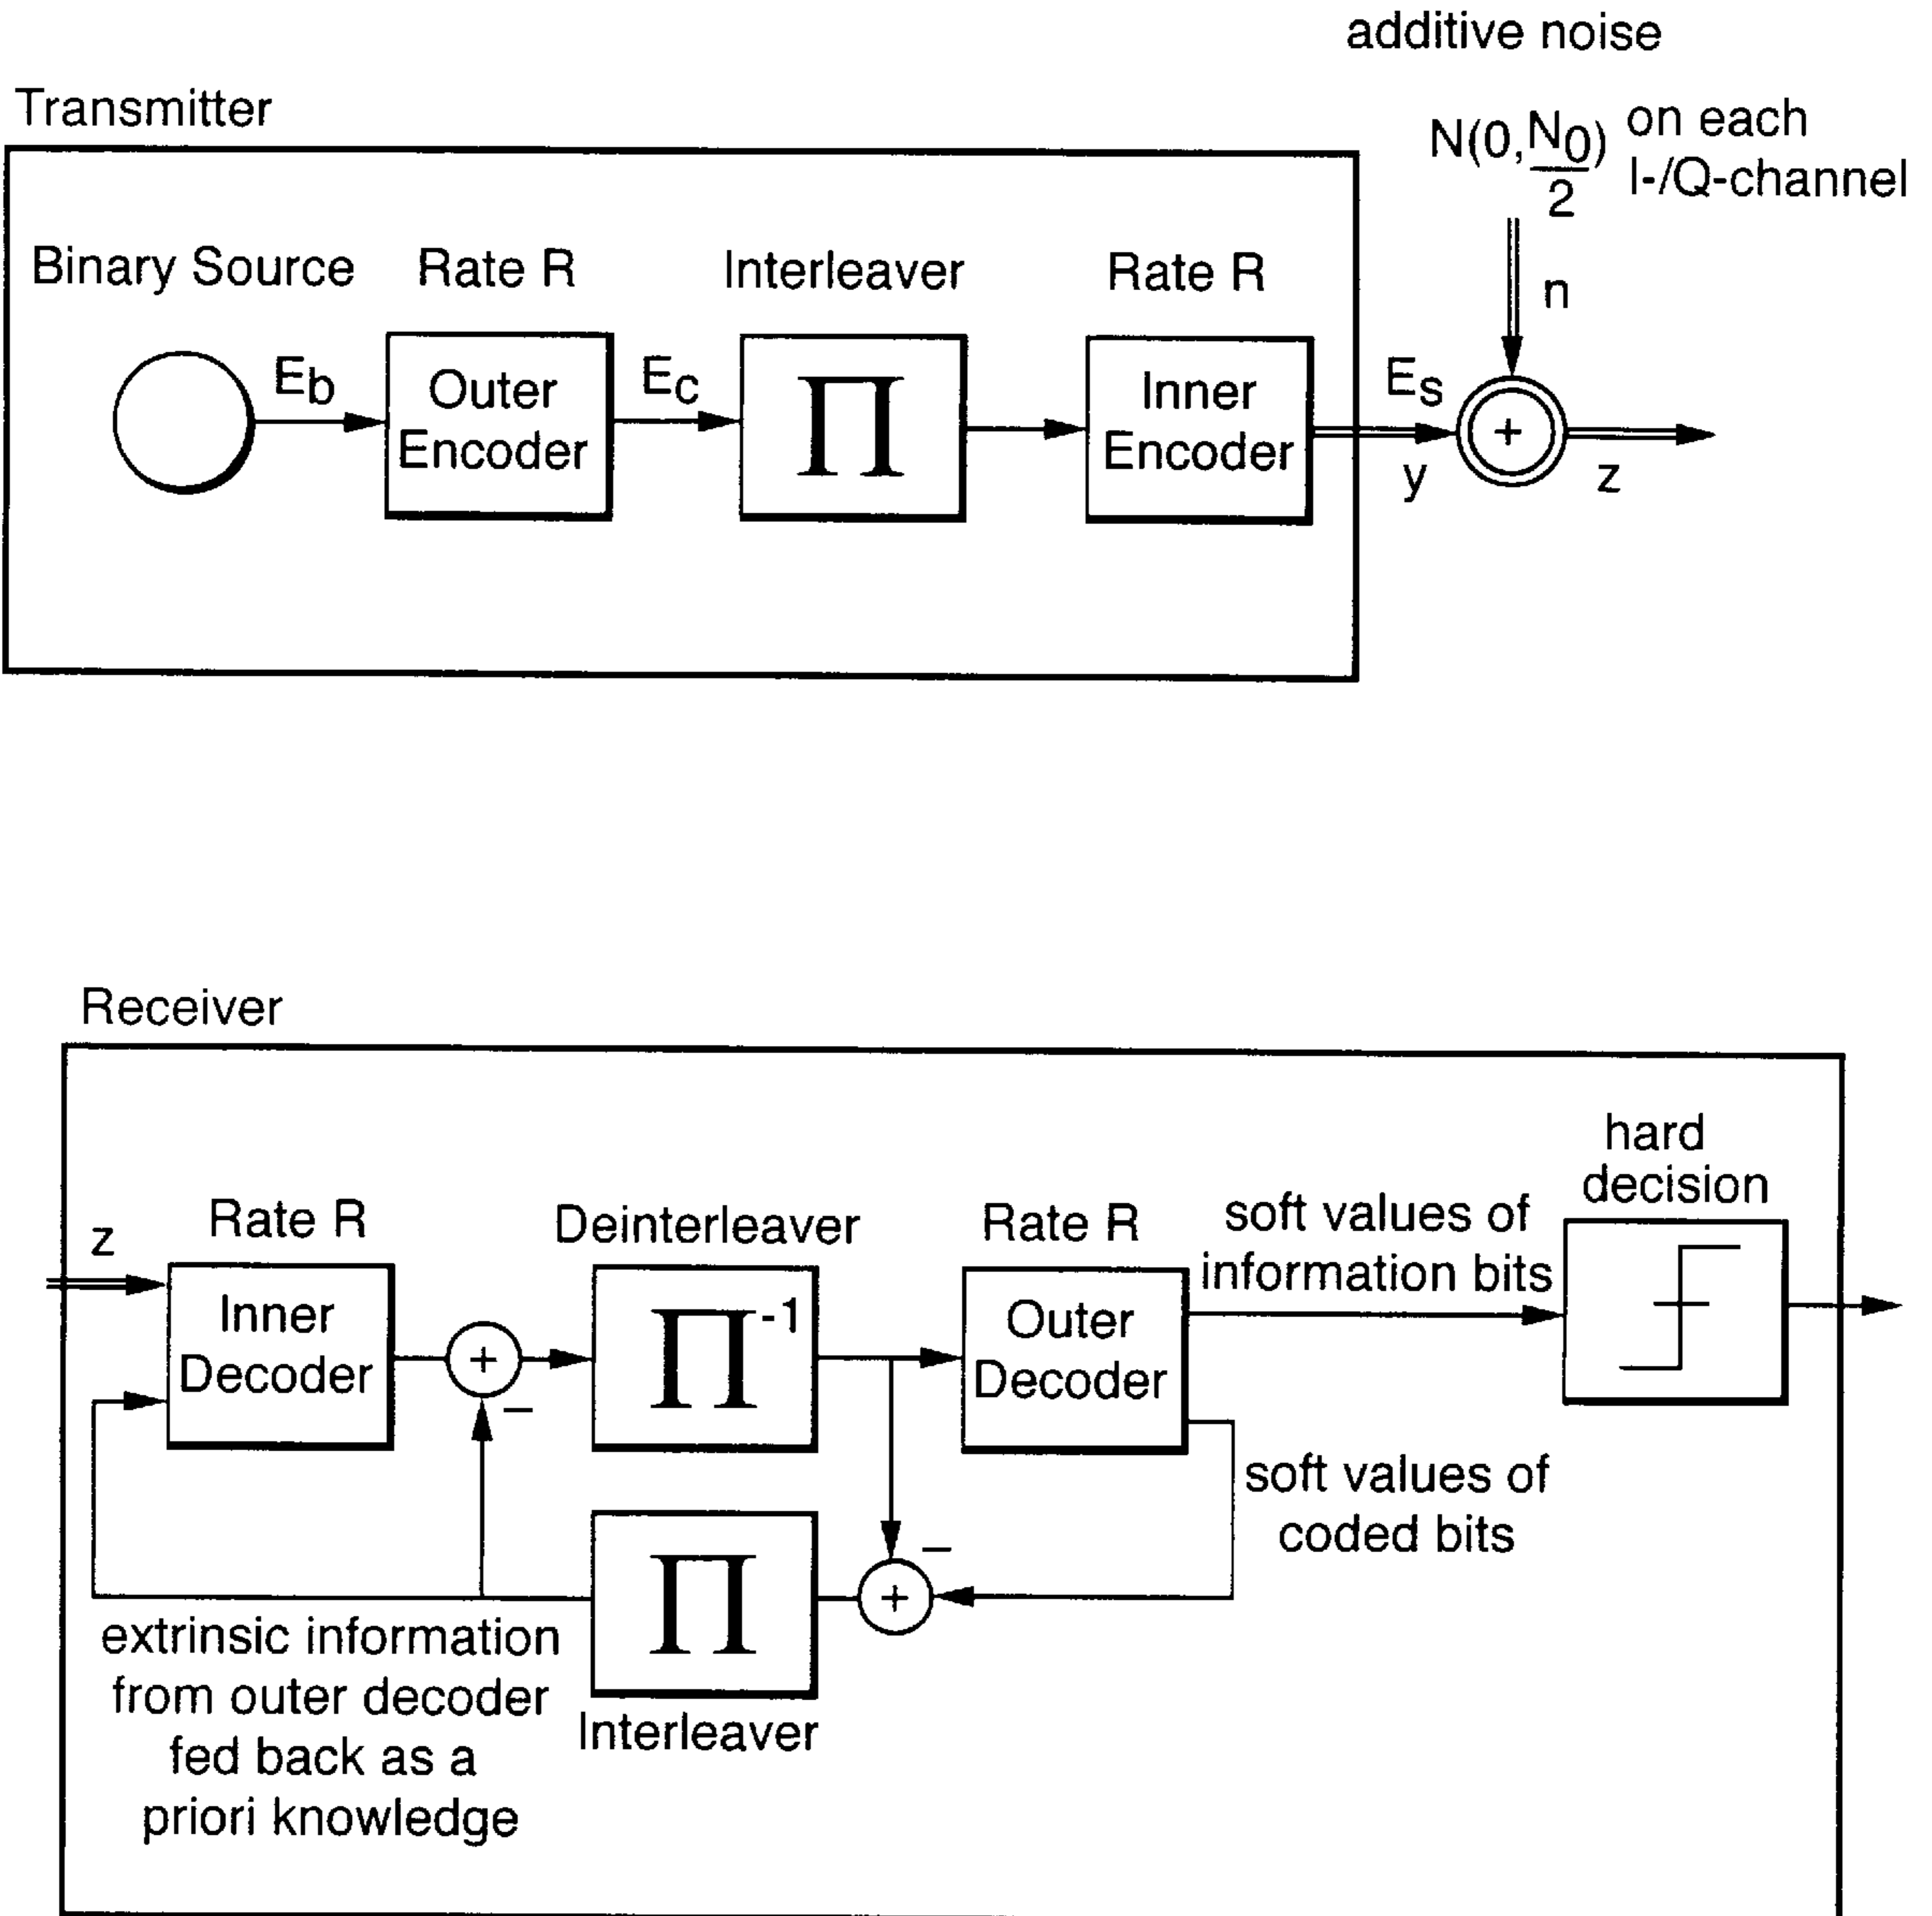 additive noise
Transmitter
N(0,N0/2) on each
I-/Q-channel
Binary Source Rate R Interleaver Rate R
n
Eb Ec Es
Outer
Encoder
Π
Inner
Encoder
+
y z
Receiver
hard
decision
z
Rate R Deinterleaver Rate R
soft values of
information bits
Inner
Decoder
+
−
Π-1
Outer
Decoder
soft values of
coded bits
Π
+
−
extrinsic information
from outer decoder
fed back as a
priori knowledge
Interleaver